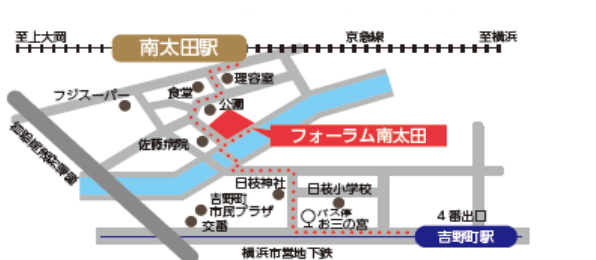 至上大岡
南太田駅
京急線
至横浜
理容室
食堂
フジスーパー
公園
佐藤病院
フォーラム南太田
日枝神社
日枝小学校
吉野町
市民プラザ
バス停
お三の宮
交番
4番出口
吉野町駅
横浜市営地下鉄